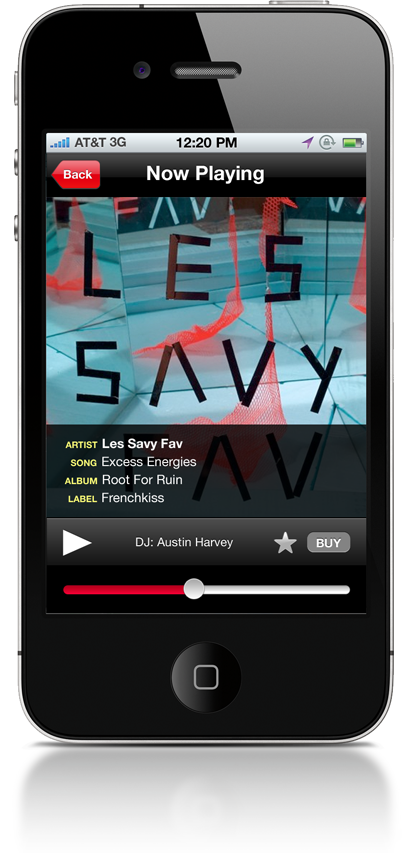 AT&T 3G 12:20 PM
Back Now Playing
LES
SAVY
FAV
ARTIST Les Savy Fav
SONG Excess Energies
ALBUM Root For Ruin
LABEL Frenchkiss
DJ: Austin Harvey BUY